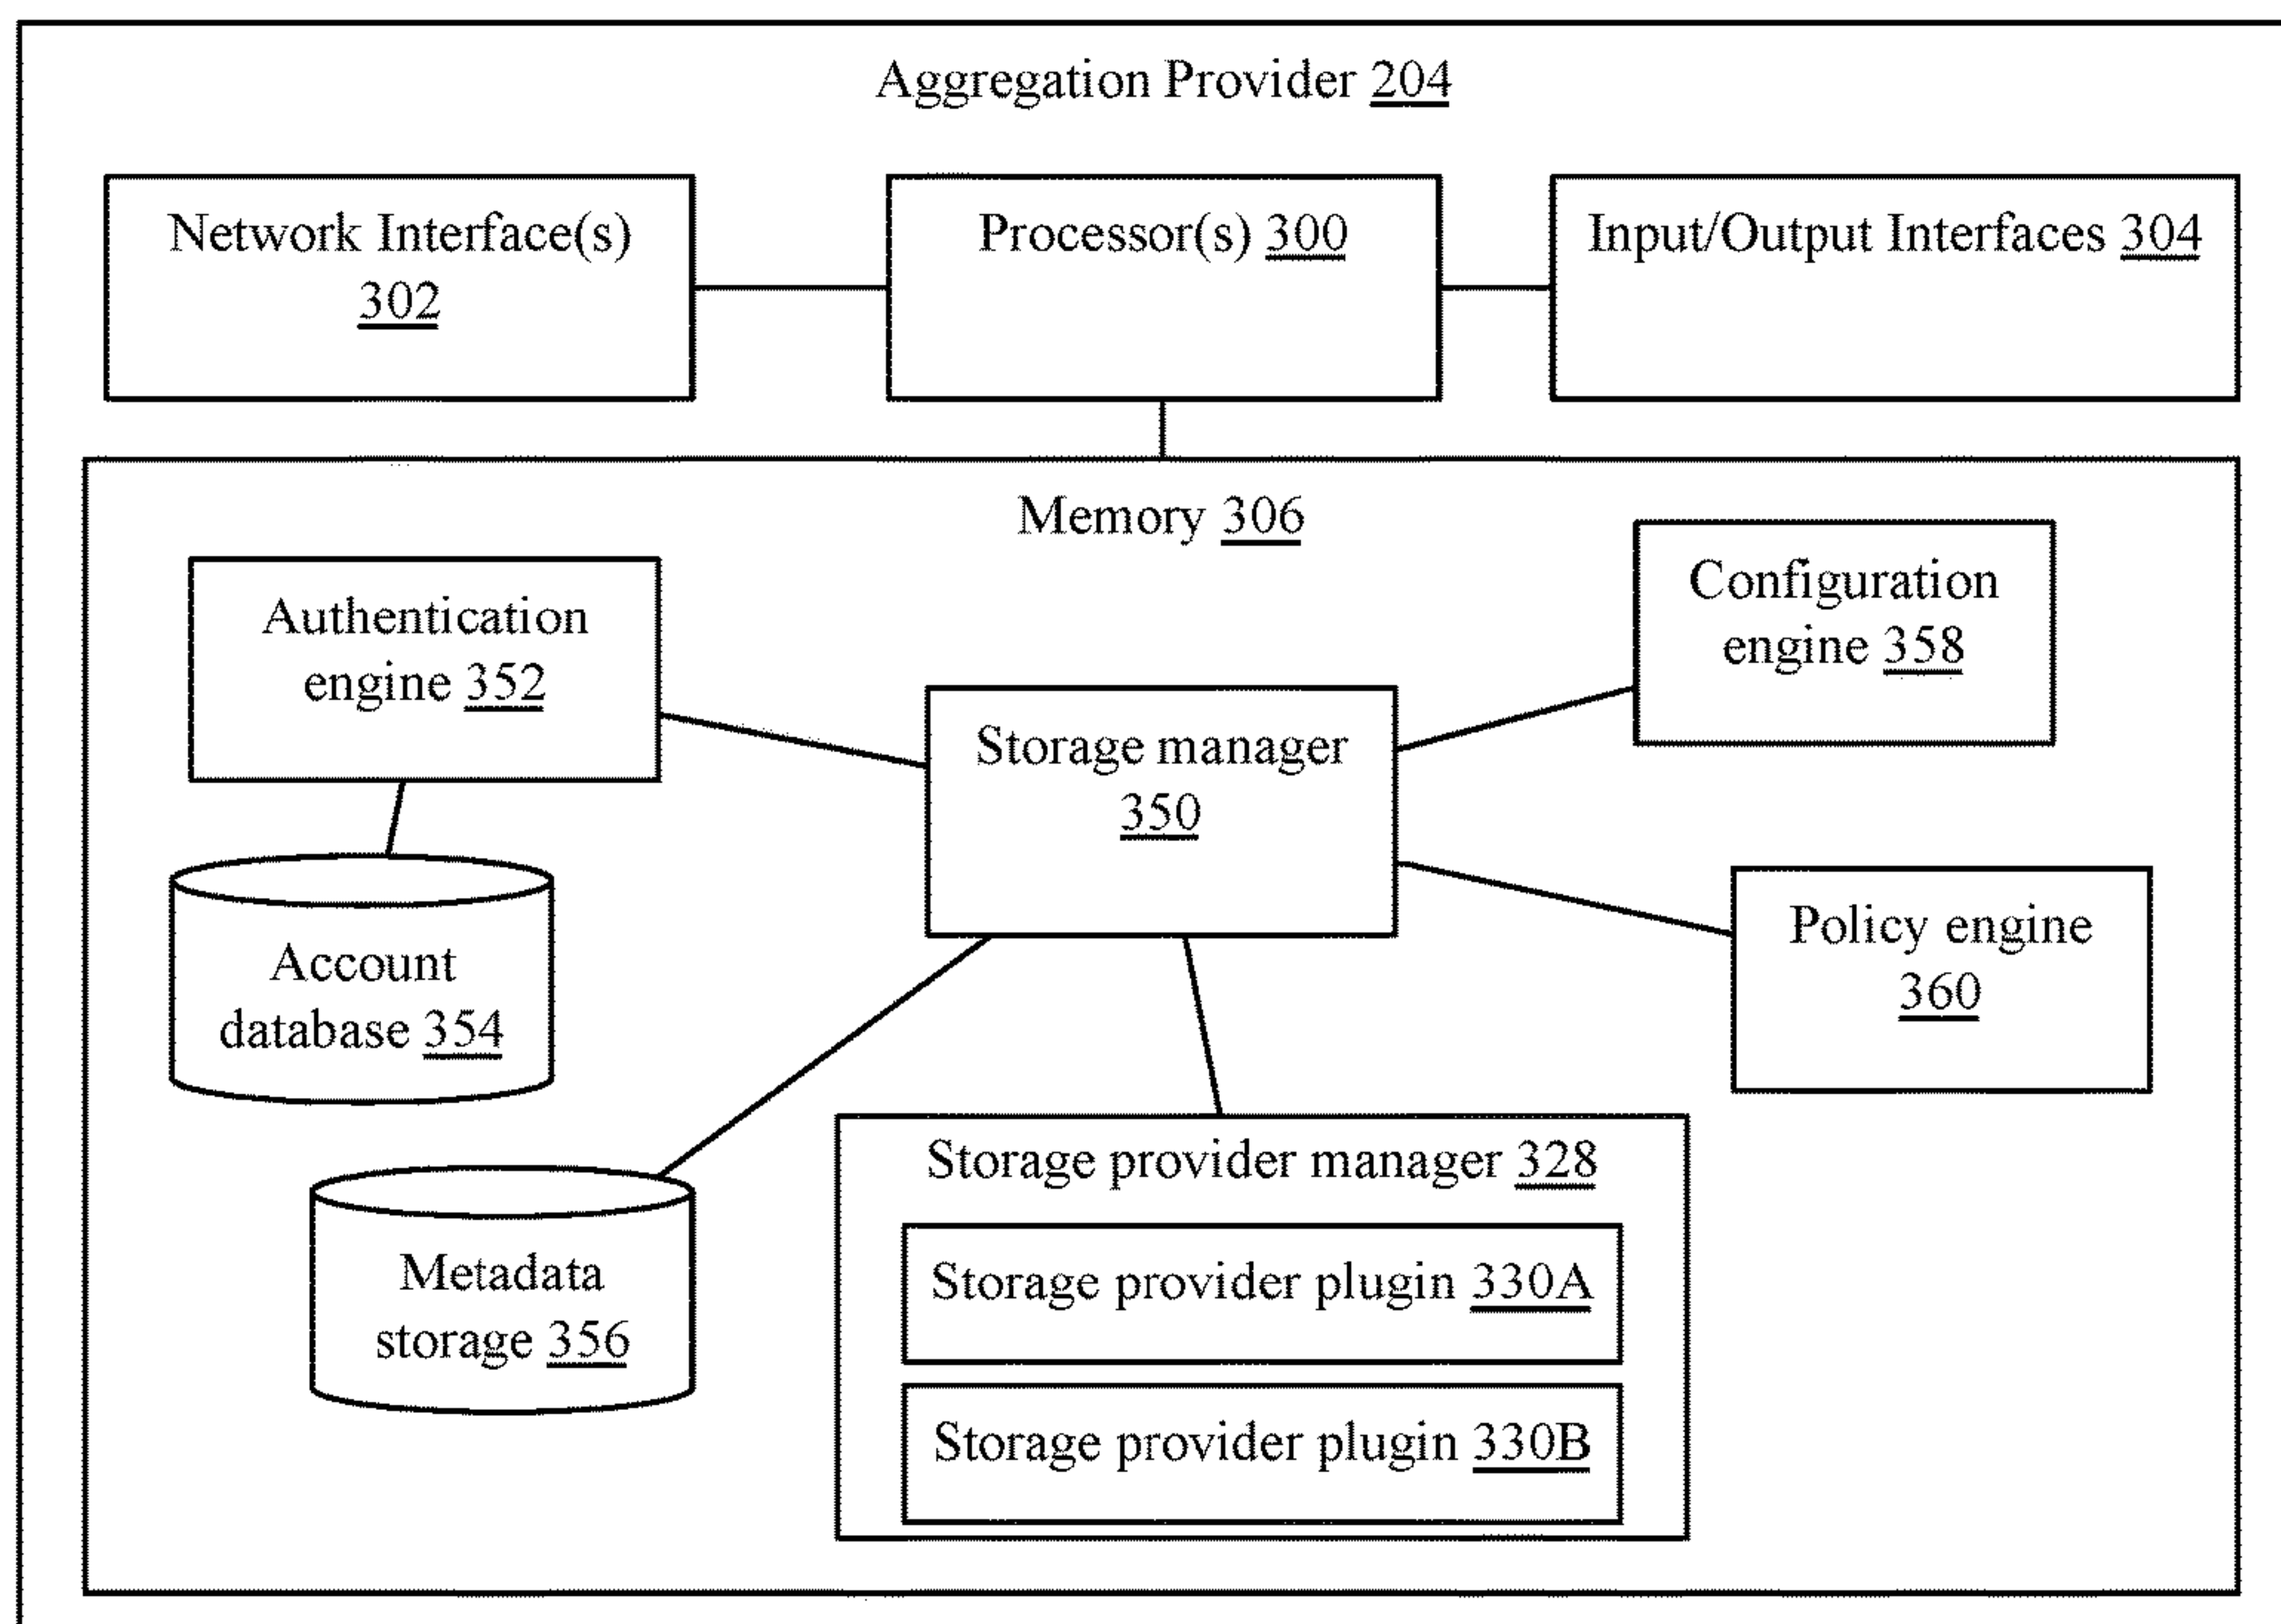 Aggregation Provider 204
Network Interface(s)
302
Processor(s) 300
Input/Output Interfaces 304
Memory 306
Authentication
engine 352
Configuration
engine 358
Storage manager
350
Account
database 354
Policy engine
360
Metadata
storage 356
Storage provider manager 328
Storage provider plugin 330A
Storage provider plugin 330B